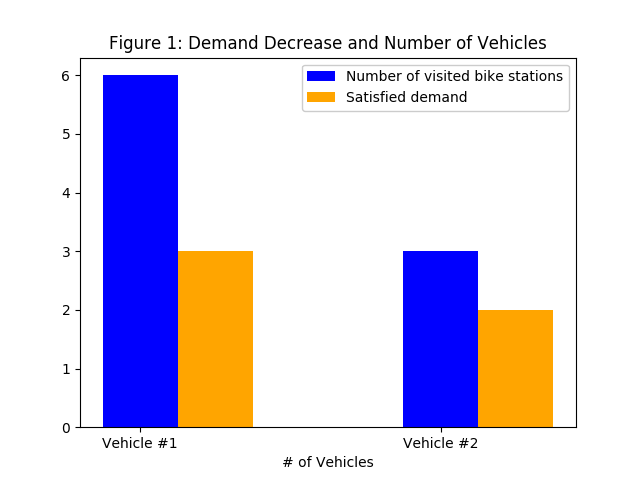 Figure 1: Demand Decrease and Number of Vehicles
Number of visited bike stations
Satisfied demand
6
5
4
3
2
1
0
Vehicle #1
Vehicle #2
# of Vehicles